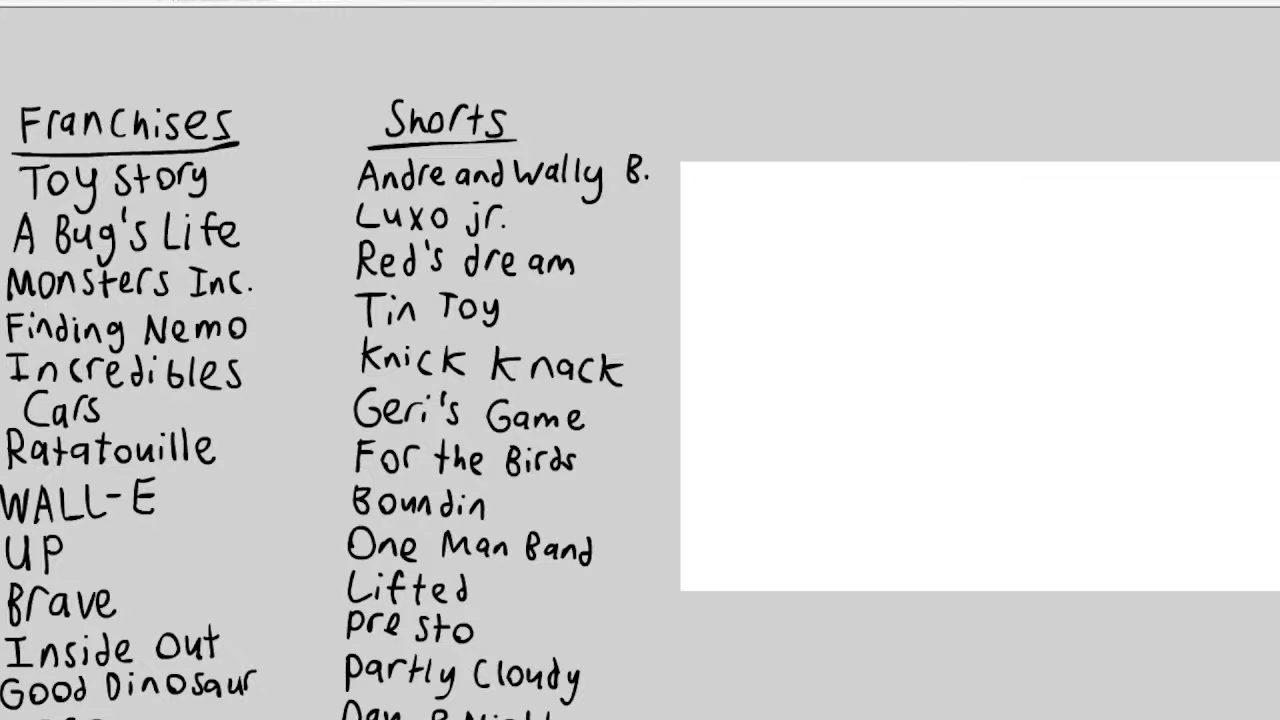 Franchises
Toy Story
A Bug's Life
Monsters Inc.
Finding Nemo
Incredibles
Cars
Ratatouille
WALL-E
UP
Brave
Inside Out
Good Dinosaur
Shorts
Andre and Wally B.
Luxo jr.
Red's dream
Tin Toy
Knick Knack
Geri's Game
For the Birds
Boundin
One Man Band
Lifted
Presto
Partly Cloudy